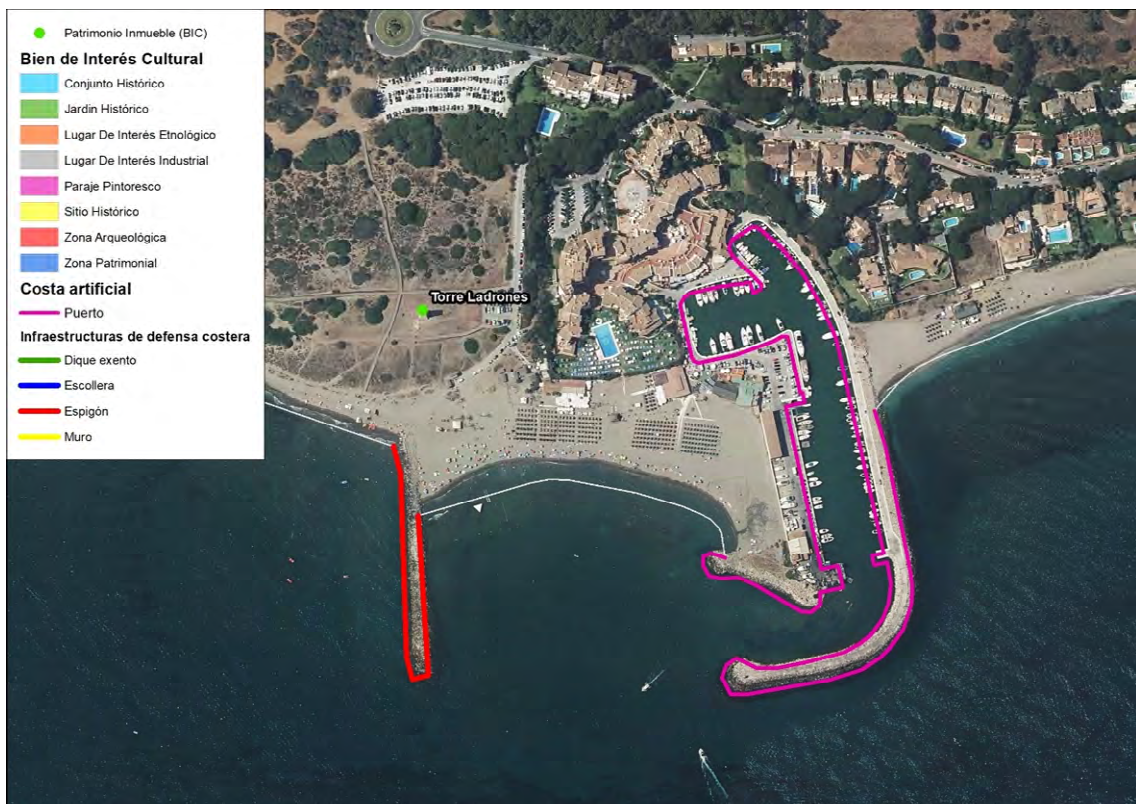 Patrimonio Inmueble (BIC)
Bien de Interés Cultural
Conjunto Histórico
Jardin Histórico
Lugar De Interés Etnológico
Lugar De Interés Industrial
Paraje Pintoresco
Sitio Histórico
Zona Arqueológica
Zona Patrimonial
Costa artificial
Puerto
Infraestructuras de defensa costera
Dique exento
Escollera
Espigón
Muro
Torre Ladrones